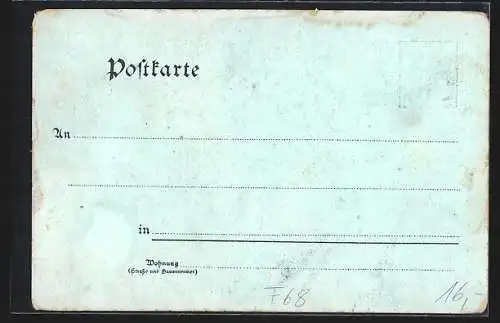 Postkarte
An
in
Wohnung
(Straße und Hausnummer)
F68
16,-